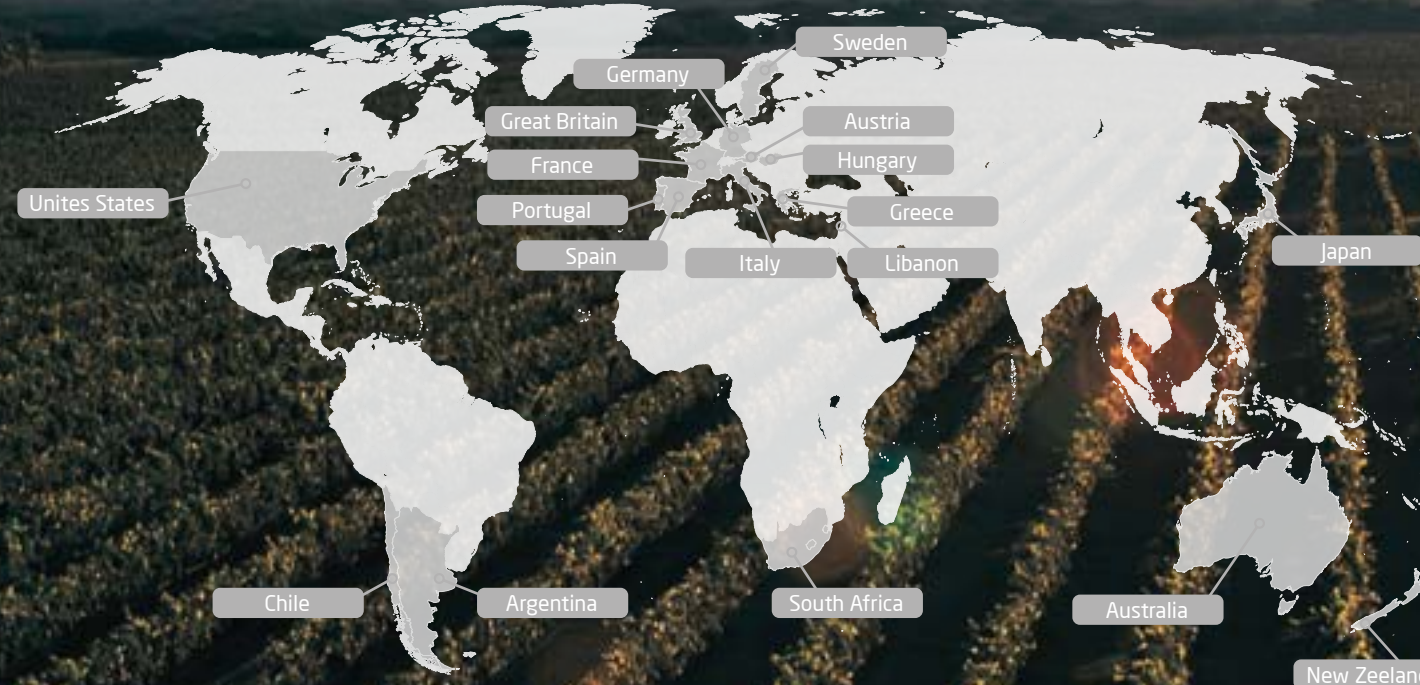 Sweden
Germany
Great Britain
Austria
France
Hungary
Unites States
Portugal
Greece
Spain
Italy
Libanon
Japan
Chile
Argentina
South Africa
Australia
New Zeelan